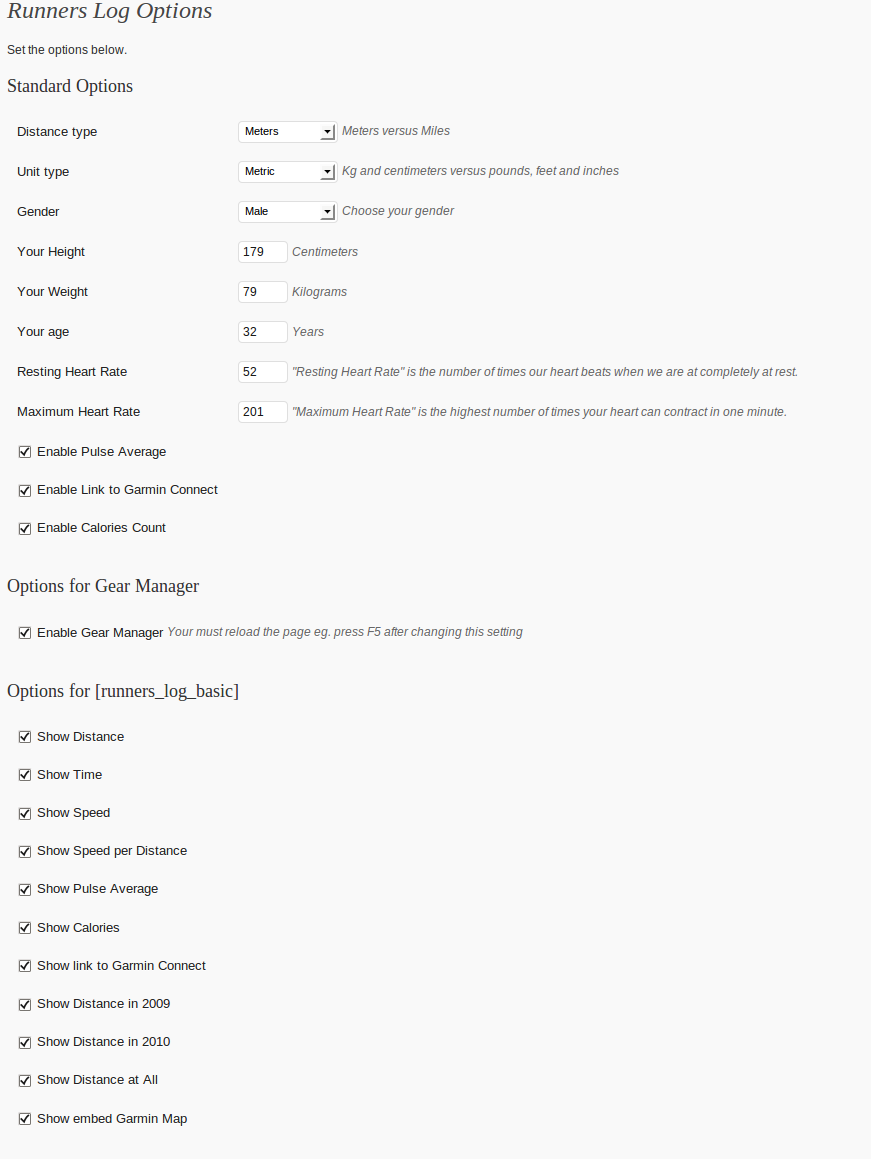 Runners Log Options
Set the options below.
Standard Options
Distance type Meters Meters versus Miles
Unit type Metric Kg and centimeters versus pounds, feet and inches
Gender Male Choose your gender
Your Height 179 Centimeters
Your Weight 79 Kilograms
Your age 32 Years
Resting Heart Rate 52 "Resting Heart Rate" is the number of times our heart beats when we are at completely at rest.
Maximum Heart Rate 201 "Maximum Heart Rate" is the highest number of times your heart can contract in one minute.
Enable Pulse Average
Enable Link to Garmin Connect
Enable Calories Count
Options for Gear Manager
Enable Gear Manager Your must reload the page eg. press F5 after changing this setting
Options for [runners_log_basic]
Show Distance
Show Time
Show Speed
Show Speed per Distance
Show Pulse Average
Show Calories
Show link to Garmin Connect
Show Distance in 2009
Show Distance in 2010
Show Distance at All
Show embed Garmin Map